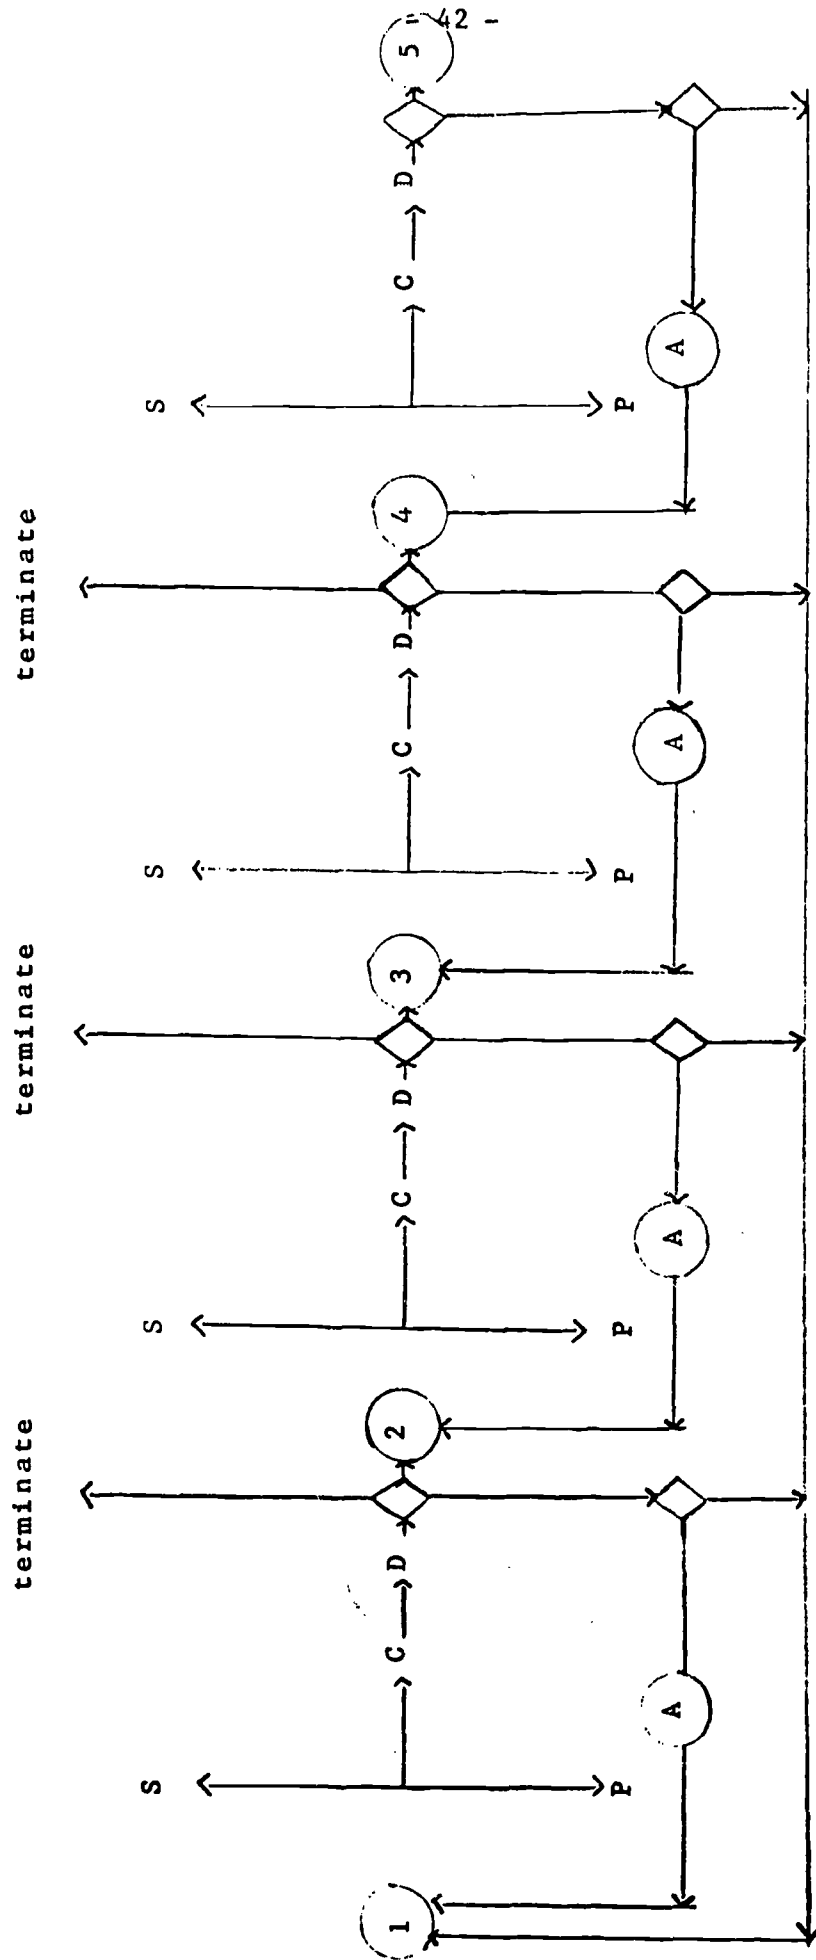 - 42 -
terminate terminate terminate
S S S S
1 C D 2 C D 3 C D 4 C D 5
P P P P
A A A A